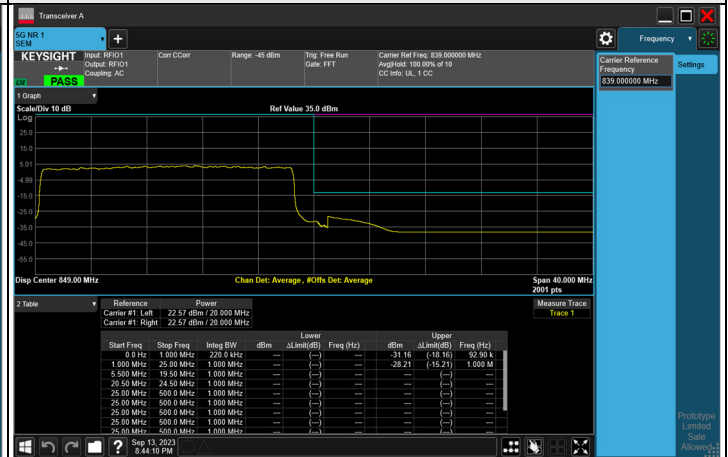 Transceiver A
5G NR 1
SEM
Frequency
KEYSIGHT
Input: RFIO1
Output: RFIO1
Coupling: AC
Corr CCorr
Range: -45 dBm
Trig: Free Run
Gate: FFT
Carrier Ref Freq: 839.000000 MHz
Avg|Hold: 100.00% of 10
CC Info: UL, 1 CC
LXI
PASS
Carrier Reference
Frequency
839.000000 MHz
Settings
1 Graph
Scale/Div 10 dB
Ref Value 35.0 dBm
Log
25.0
15.0
5.01
-4.99
-15.0
-25.0
-35.0
-45.0
-55.0
Disp Center 849.00 MHz
Chan Det: Average , #Offs Det: Average
Span 40.000 MHz
2001 pts
2 Table
Reference Power
Carrier #1: Left 22.57 dBm / 20.000 MHz
Carrier #1: Right 22.57 dBm / 20.000 MHz
Measure Trace
Trace 1
Lower Upper
Start Freq Stop Freq Integ BW dBm ΔLimit(dB) Freq (Hz) dBm ΔLimit(dB) Freq (Hz)
0.0 Hz 1.000 MHz 220.0 kHz --- (---) --- -31.16 (-18.16) 92.90 k
1.000 MHz 25.00 MHz 1.000 MHz --- (---) --- -28.21 (-15.21) 1.000 M
5.500 MHz 19.50 MHz 1.000 MHz --- (---) --- --- (---) ---
20.50 MHz 24.50 MHz 1.000 MHz --- (---) --- --- (---) ---
25.00 MHz 500.0 MHz 1.000 MHz --- (---) --- --- (---) ---
25.00 MHz 500.0 MHz 1.000 MHz --- (---) --- --- (---) ---
25.00 MHz 500.0 MHz 1.000 MHz --- (---) --- --- (---) ---
25.00 MHz 500.0 MHz 1.000 MHz --- (---) --- --- (---) ---
25.00 MHz 500.0 MHz 1.000 MHz --- (---) --- --- (---) ---
Prototype
Limited
Sale
Allowed
Sep 13, 2023
8:44:10 PM